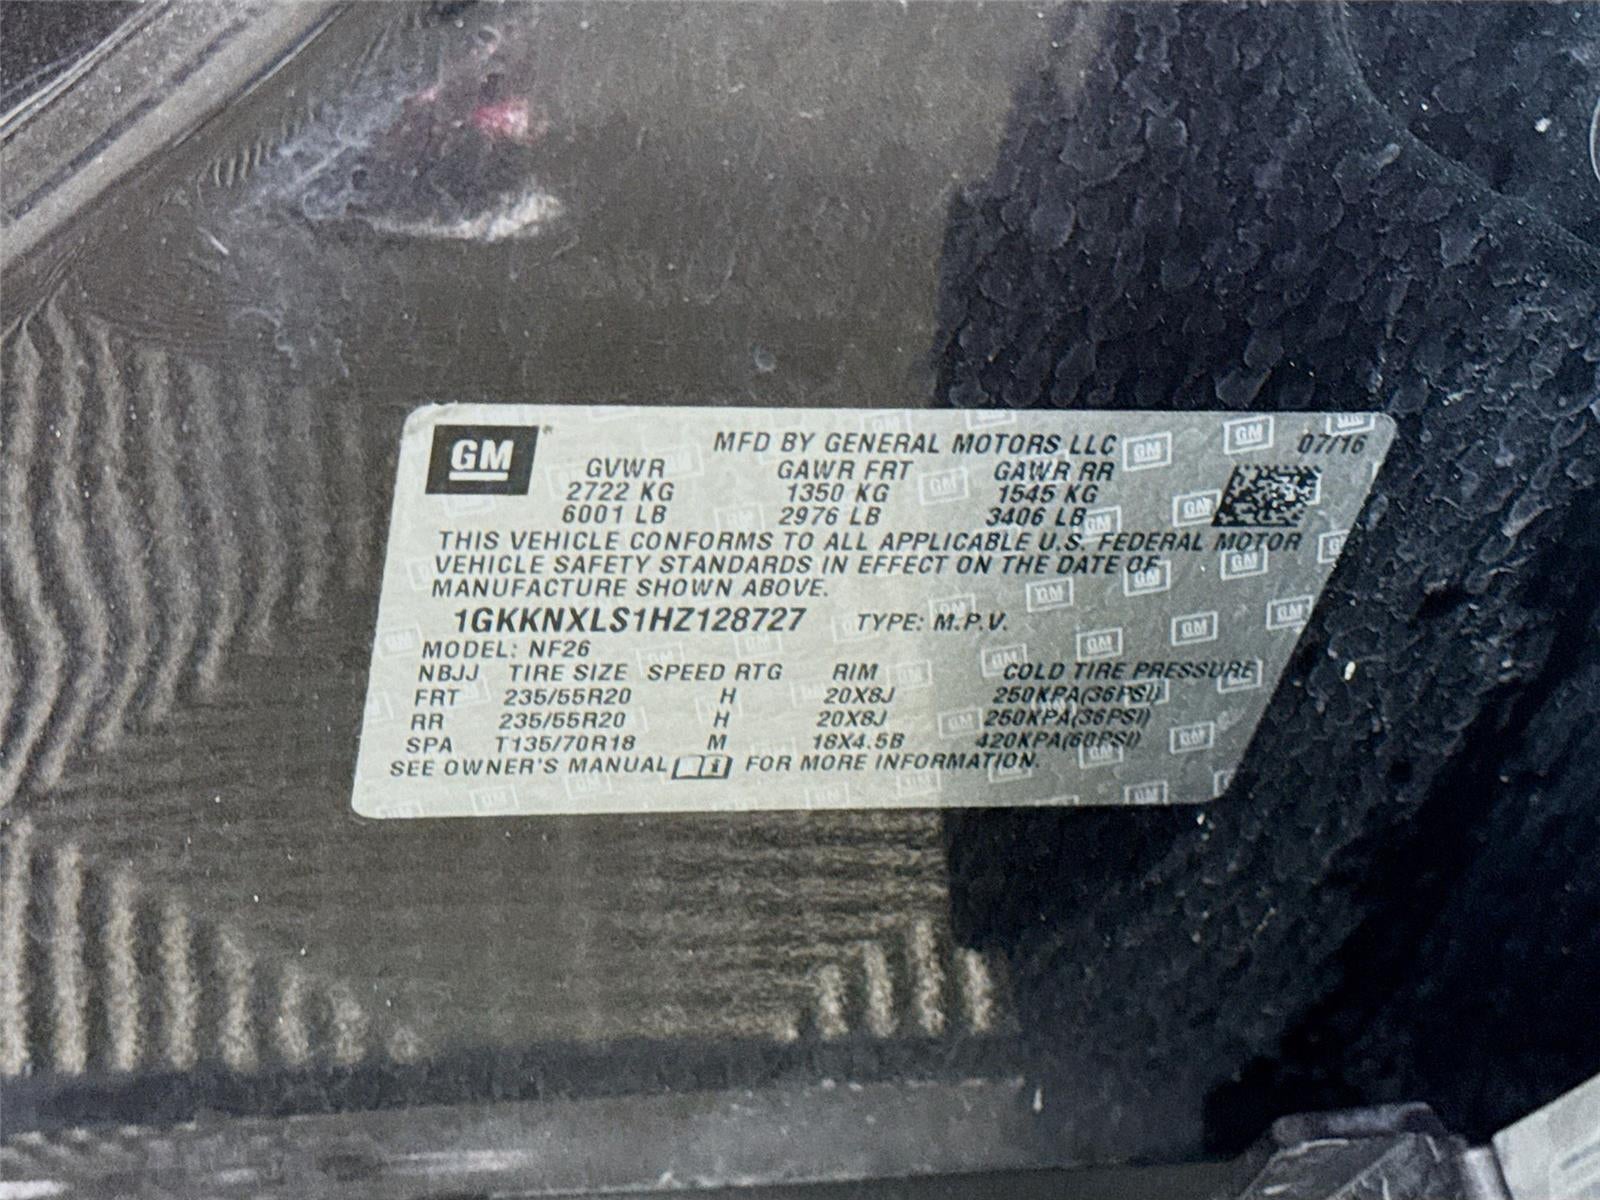 GM MFD BY GENERAL MOTORS LLC 07/16
GVWR GAWR FRT GAWR RR
2722 KG 1350 KG 1545 KG
6001 LB 2976 LB 3406 LB
THIS VEHICLE CONFORMS TO ALL APPLICABLE U.S. FEDERAL MOTOR
VEHICLE SAFETY STANDARDS IN EFFECT ON THE DATE OF
MANUFACTURE SHOWN ABOVE.
1GKKNXLS1HZ128727 TYPE: M.P.V.
MODEL: NF26
NBJJ TIRE SIZE SPEED RTG RIM COLD TIRE PRESSURE
FRT 235/55R20 H 20X8J 250KPA(36PSI)
RR 235/55R20 H 20X8J 250KPA(36PSI)
SPA T135/70R18 M 18X4.5B 420KPA(60PSI)
SEE OWNER'S MANUAL FOR MORE INFORMATION.